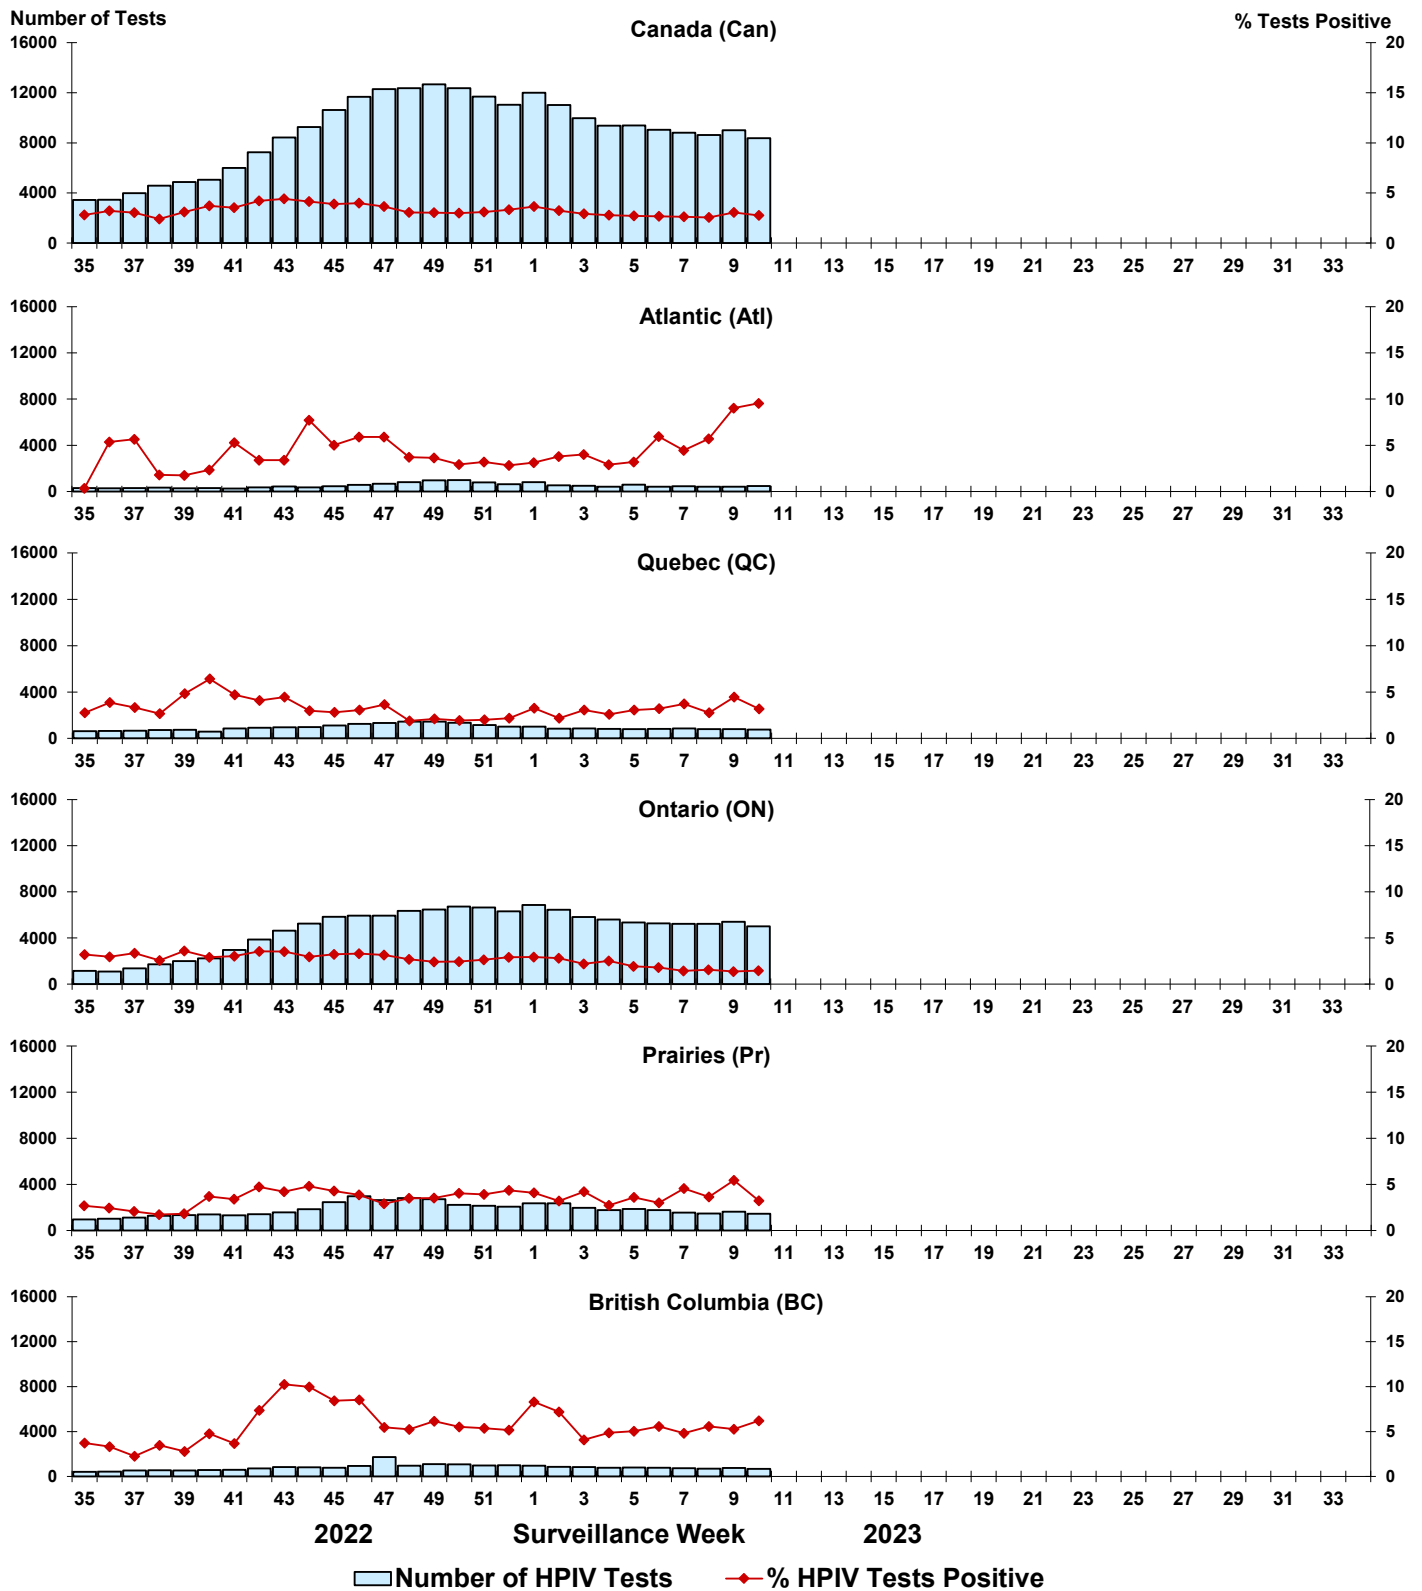 Number of Tests
Canada (Can)
% Tests Positive
16000 20
12000 15
8000 10
4000 5
0 0
35 37 39 41 43 45 47 49 51 1 3 5 7 9 11 13 15 17 19 21 23 25 27 29 31 33
Atlantic (Atl)
16000 20
12000 15
8000 10
4000 5
0 0
35 37 39 41 43 45 47 49 51 1 3 5 7 9 11 13 15 17 19 21 23 25 27 29 31 33
Quebec (QC)
16000 20
12000 15
8000 10
4000 5
0 0
35 37 39 41 43 45 47 49 51 1 3 5 7 9 11 13 15 17 19 21 23 25 27 29 31 33
Ontario (ON)
16000 20
12000 15
8000 10
4000 5
0 0
35 37 39 41 43 45 47 49 51 1 3 5 7 9 11 13 15 17 19 21 23 25 27 29 31 33
Prairies (Pr)
16000 20
12000 15
8000 10
4000 5
0 0
35 37 39 41 43 45 47 49 51 1 3 5 7 9 11 13 15 17 19 21 23 25 27 29 31 33
British Columbia (BC)
16000 20
12000 15
8000 10
4000 5
0 0
35 37 39 41 43 45 47 49 51 1 3 5 7 9 11 13 15 17 19 21 23 25 27 29 31 33
2022 Surveillance Week 2023
Number of HPIV Tests % HPIV Tests Positive